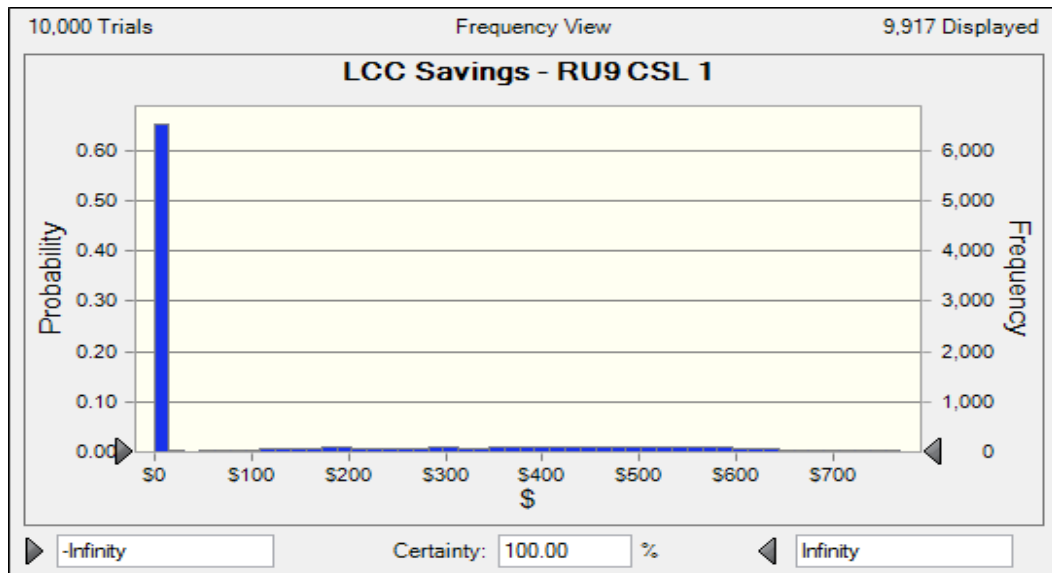 10,000 Trials Frequency View 9,917 Displayed
LCC Savings - RU9 CSL 1
Probability
Frequency
0.60 6,000
0.50 5,000
0.40 4,000
0.30 3,000
0.20 2,000
0.10 1,000
0.00 0
$0 $100 $200 $300 $400 $500 $600 $700
$
-Infinity Certainty: 100.00 % Infinity